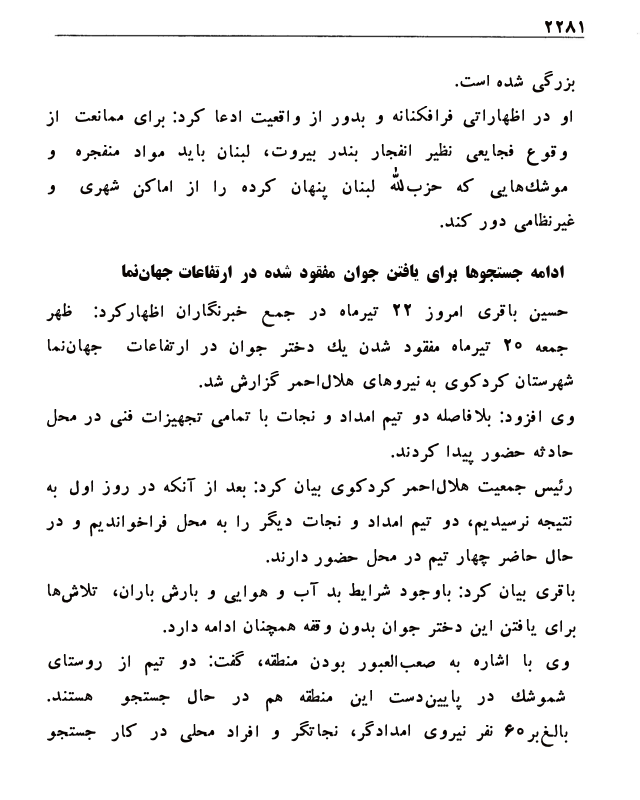 ۲۲۸۱
بزرگی شده است.
او در اظهاراتی فرافکنانه و بدور از واقعیت ادعا کرد: برای ممانعت از
وقوع فجایعی نظیر انفجار بندر بیروت، لبنان باید مواد منفجره و
موشك‌هایی که حزب‌الله لبنان پنهان کرده را از اماکن شهری و
غیرنظامی دور کند.
ادامه جستجوها برای یافتن جوان مفقود شده در ارتفاعات جهان‌نما
حسین باقری امروز ۲۲ تیرماه در جمع خبرنگاران اظهارکرد: ظهر
جمعه ۲۰ تیرماه مفقود شدن یك دختر جوان در ارتفاعات جهان‌نما
شهرستان کردکوی به نیروهای هلال‌احمر گزارش شد.
وی افزود: بلافاصله دو تیم امداد و نجات با تمامی تجهیزات فنی در محل
حادثه حضور پیدا کردند.
رئیس جمعیت هلال‌احمر کردکوی بیان کرد: بعد از آنکه در روز اول به
نتیجه نرسیدیم، دو تیم امداد و نجات دیگر را به محل فراخواندیم و در
حال حاضر چهار تیم در محل حضور دارند.
باقری بیان کرد: باوجود شرایط بد آب و هوایی و بارش باران، تلاش‌ها
برای یافتن این دختر جوان بدون وقفه همچنان ادامه دارد.
وی با اشاره به صعب‌العبور بودن منطقه، گفت: دو تیم از روستای
شموشك در پایین‌دست این منطقه هم در حال جستجو هستند.
بالغ‌بر۶۰ نفر نیروی امدادگر، نجاتگر و افراد محلی در کار جستجو